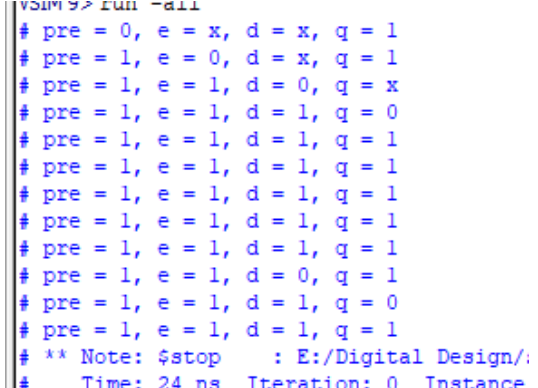 VSIM 9> run -all
# pre = 0, e = x, d = x, q = 1
# pre = 1, e = 0, d = x, q = 1
# pre = 1, e = 1, d = 0, q = x
# pre = 1, e = 1, d = 1, q = 0
# pre = 1, e = 1, d = 1, q = 1
# pre = 1, e = 1, d = 1, q = 1
# pre = 1, e = 1, d = 1, q = 1
# pre = 1, e = 1, d = 1, q = 1
# pre = 1, e = 1, d = 1, q = 1
# pre = 1, e = 1, d = 0, q = 1
# pre = 1, e = 1, d = 1, q = 0
# pre = 1, e = 1, d = 1, q = 1
# ** Note: $stop    : E:/Digital Design/
#    Time: 24 ns  Iteration: 0  Instance